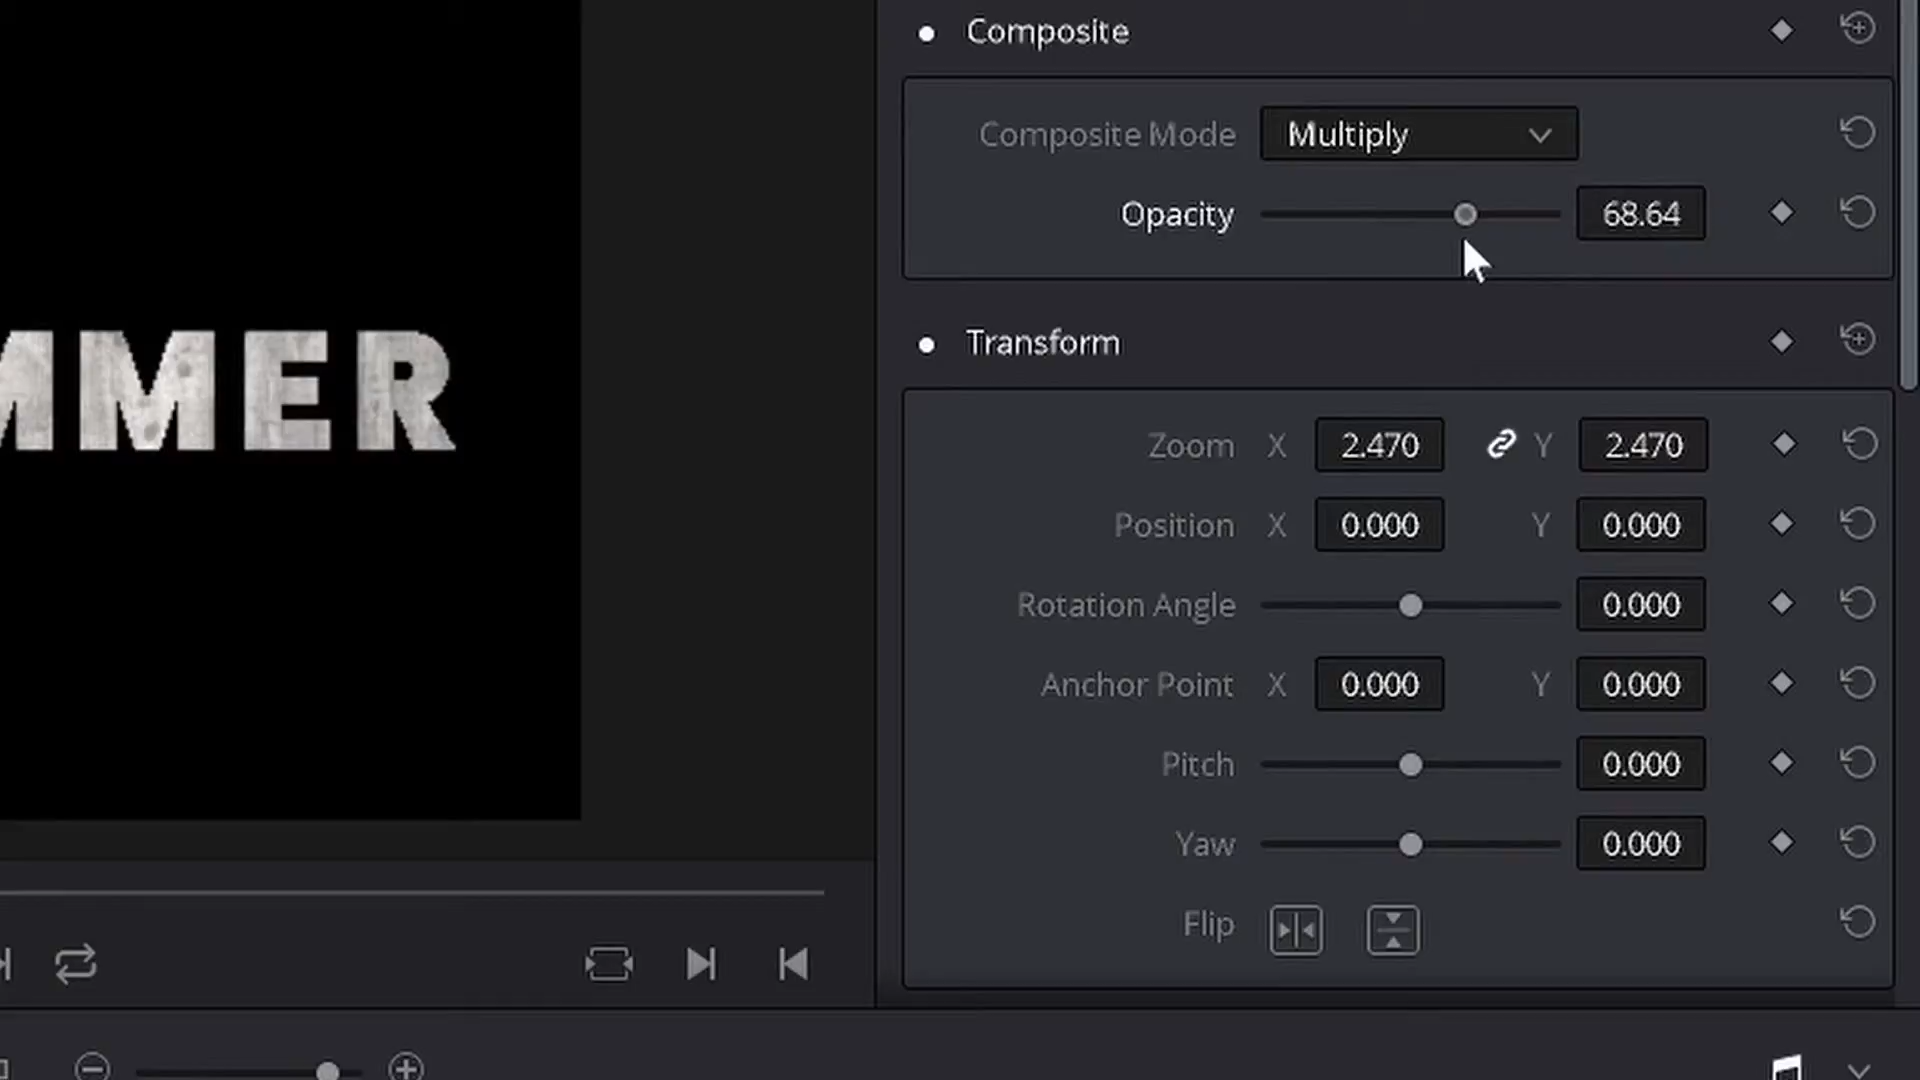 Composite
Composite Mode Multiply
Opacity 68.64
MMER
Transform
Zoom X 2.470 Y 2.470
Position X 0.000 Y 0.000
Rotation Angle 0.000
Anchor Point X 0.000 Y 0.000
Pitch 0.000
Yaw 0.000
Flip